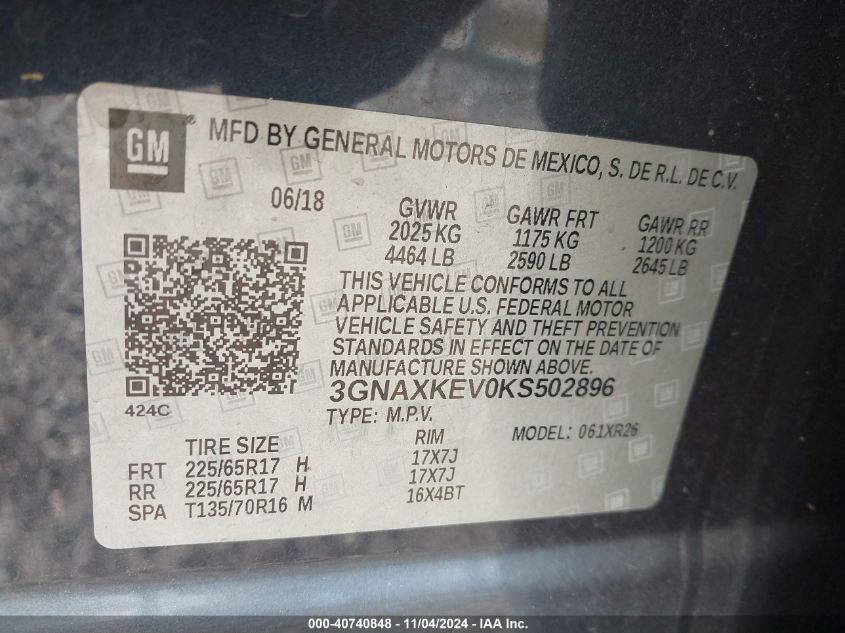 GM
MFD BY GENERAL MOTORS DE MEXICO, S. DE R.L. DE C.V.
06/18
GVWR GAWR FRT GAWR RR
2025 KG 1175 KG 1200 KG
4464 LB 2590 LB 2645 LB
THIS VEHICLE CONFORMS TO ALL
APPLICABLE U.S. FEDERAL MOTOR
VEHICLE SAFETY AND THEFT PREVENTION
STANDARDS IN EFFECT ON THE DATE OF
MANUFACTURE SHOWN ABOVE.
3GNAXKEV0KS502896
424C
TYPE: M.P.V. MODEL: 061XR26
TIRE SIZE RIM
FRT 225/65R17 H 17X7J
RR 225/65R17 H 17X7J
SPA T135/70R16 M 16X4BT
000-40740848 - 11/04/2024 - IAA Inc.